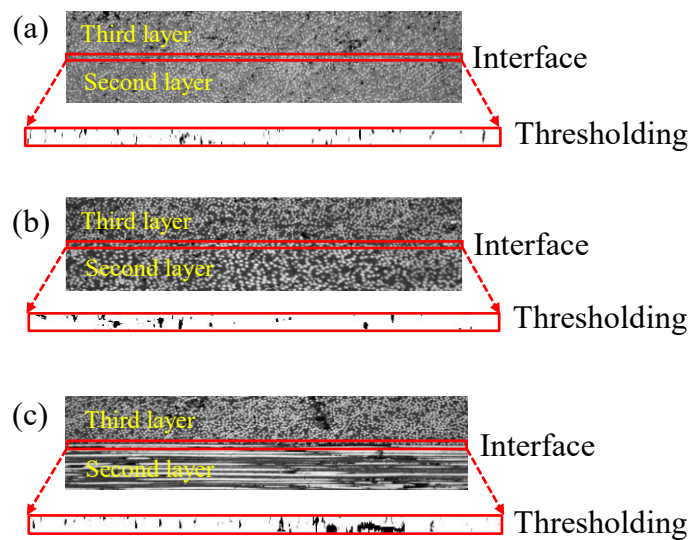 (a)
Third layer
Interface
Second layer
Thresholding
(b)
Third layer
Interface
Second layer
Thresholding
(c)
Third layer
Interface
Second layer
Thresholding